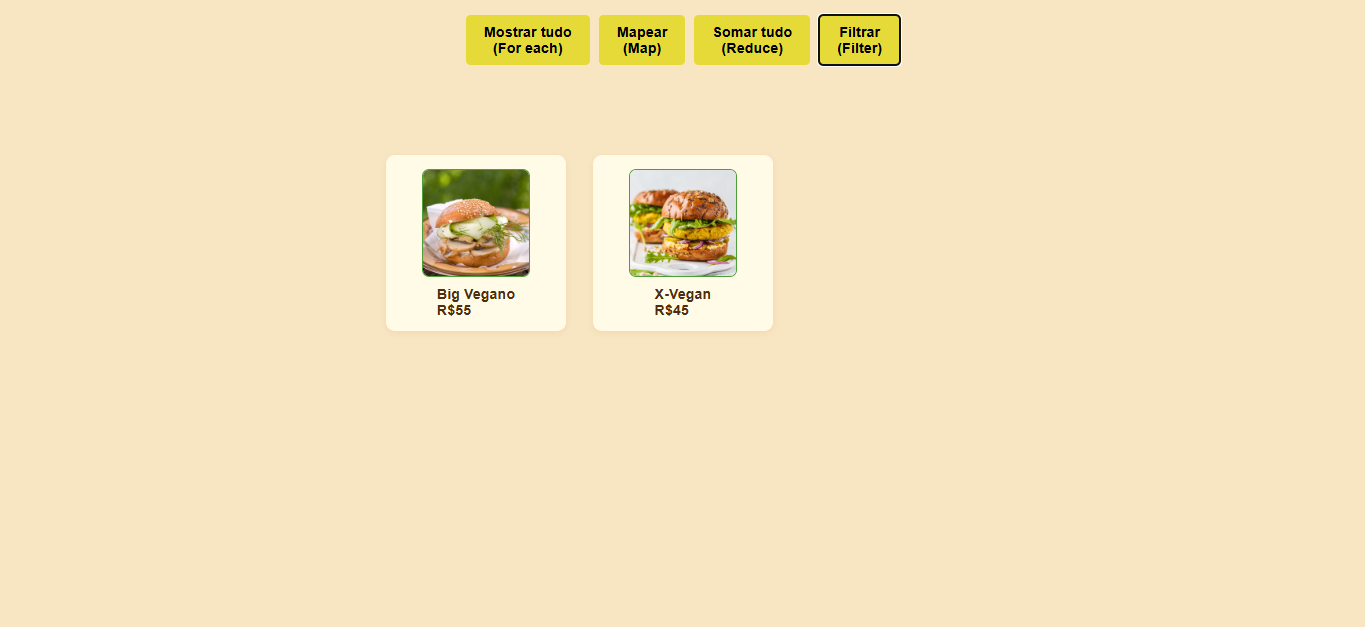 Mostrar tudo
(For each)
Mapear
(Map)
Somar tudo
(Reduce)
Filtrar
(Filter)
Big Vegano
R$55
X-Vegan
R$45